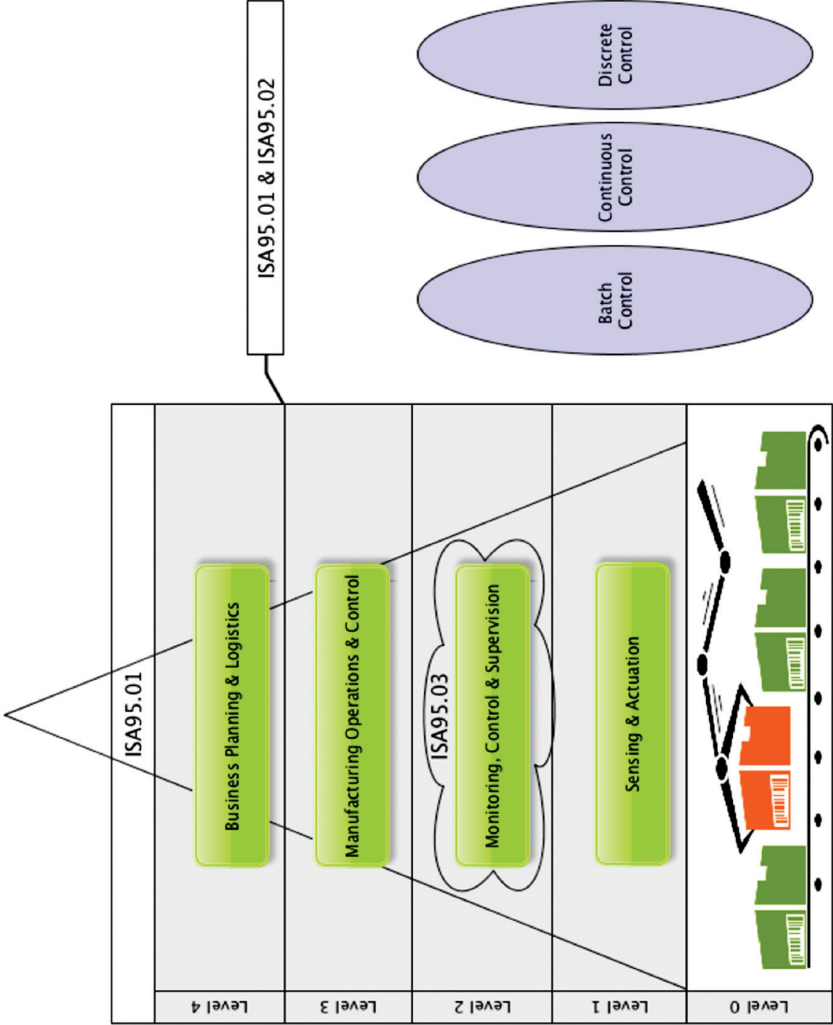 ISA95.01
Level 4
Business Planning & Logistics
ISA95.01 & ISA95.02
Level 3
Manufacturing Operations & Control
Level 2
ISA95.03
Monitoring, Control & Supervision
Level 1
Sensing & Actuation
Level 0
Batch
Control
Continuous
Control
Discrete
Control